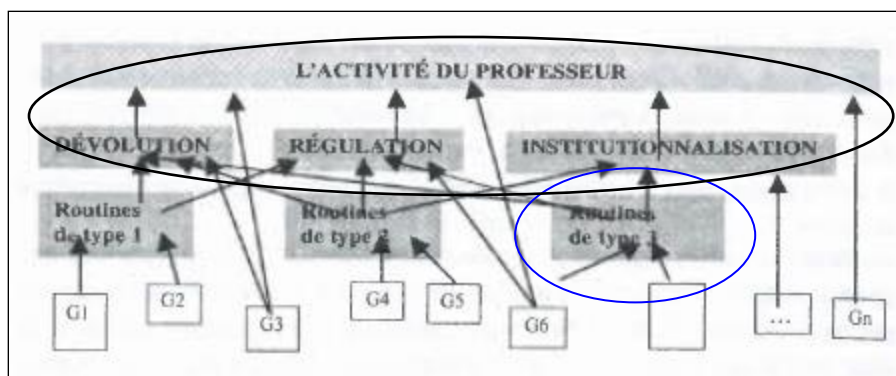 L'ACTIVITÉ DU PROFESSEUR
DÉVOLUTION
RÉGULATION
INSTITUTIONNALISATION
Routines
de type 1
Routines
de type 2
Routines
de type 3
G1
G2
G3
G4
G5
G6
...
Gn